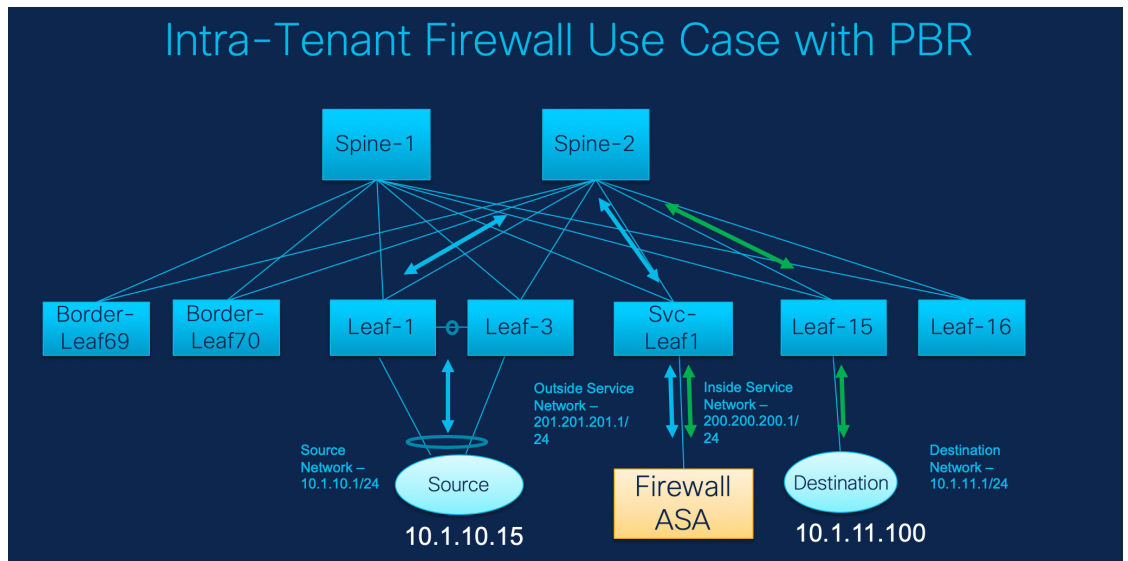 Intra-Tenant Firewall Use Case with PBR
Spine-1
Spine-2
Border-
Leaf69
Border-
Leaf70
Leaf-1
Leaf-3
Svc-
Leaf1
Leaf-15
Leaf-16
Outside Service
Network –
201.201.201.1/
24
Inside Service
Network –
200.200.200.1/
24
Source
Network –
10.1.10.1/24
Source
10.1.10.15
Firewall
ASA
Destination
10.1.11.100
Destination
Network –
10.1.11.1/24